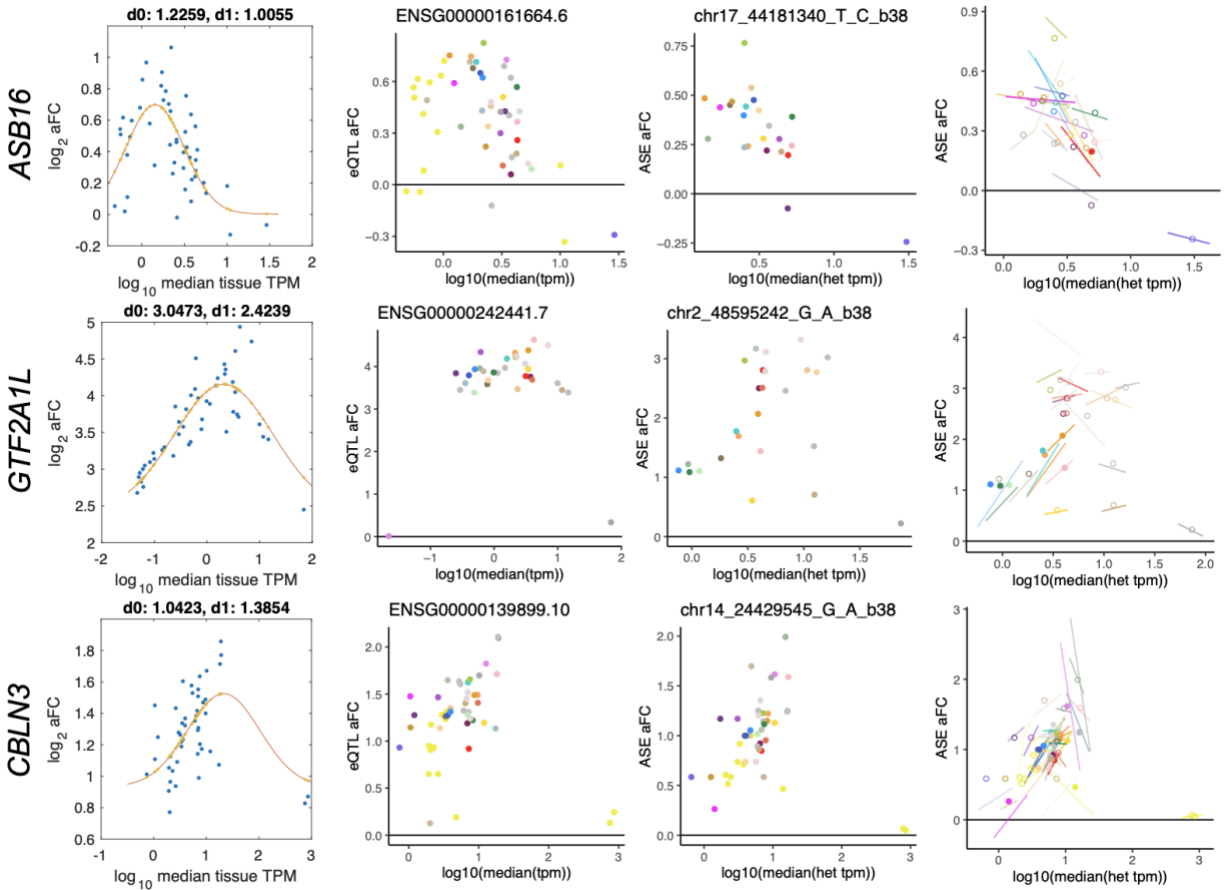 d0: 1.2259, d1: 1.0055
ENSG00000161664.6
chr17_44181340_T_C_b38
ASB16
log2 aFC
1
0.8
0.6
0.4
0.2
0
-0.2
0 0.5 1 1.5 2
log10 median tissue TPM
eQTL aFC
0.6
0.3
0.0
−0.3
0.0 0.5 1.0 1.5
log10(median(tpm))
ASE aFC
0.75
0.50
0.25
0.00
−0.25
0.5 1.0 1.5
log10(median(het tpm))
ASE aFC
0.9
0.6
0.3
0.0
−0.3
0.0 0.5 1.0 1.5
log10(median(het tpm))
d0: 3.0473, d1: 2.4239
ENSG00000242441.7
chr2_48595242_G_A_b38
GTF2A1L
log2 aFC
5
4.5
4
3.5
3
2.5
2
-2 -1 0 1 2
log10 median tissue TPM
eQTL aFC
4
3
2
1
0
−1 0 1 2
log10(median(tpm))
ASE aFC
3
2
1
0
0.0 0.5 1.0 1.5
log10(median(het tpm))
ASE aFC
4
3
2
1
0
0.0 0.5 1.0 1.5 2.0
log10(median(het tpm))
d0: 1.0423, d1: 1.3854
ENSG00000139899.10
chr14_24429545_G_A_b38
CBLN3
log2 aFC
1.8
1.6
1.4
1.2
1
0.8
0.6
-1 0 1 2 3
log10 median tissue TPM
eQTL aFC
2.0
1.5
1.0
0.5
0.0
0 1 2 3
log10(median(tpm))
ASE aFC
2.0
1.5
1.0
0.5
0.0
0 1 2 3
log10(median(het tpm))
ASE aFC
3
2
1
0
0 1 2 3
log10(median(het tpm))